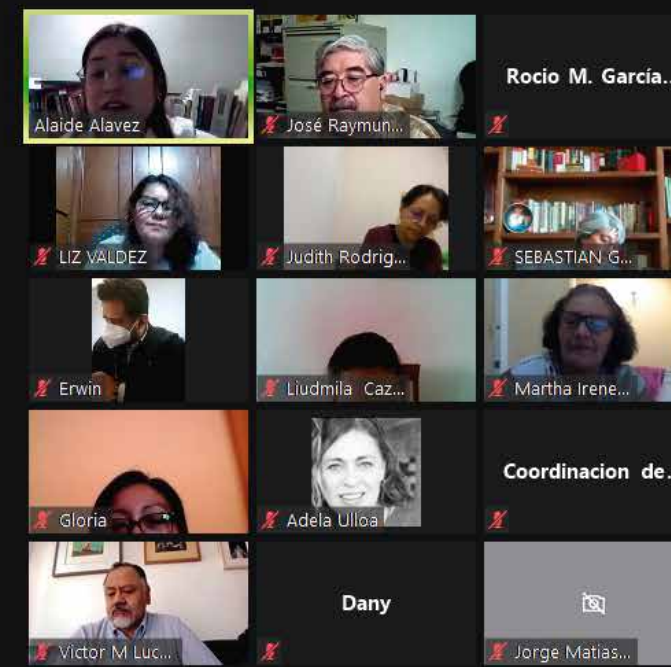 Alaide Alavez
José Raymun...
Rocio M. García..
LIZ VALDEZ
Judith Rodrig...
SEBASTIAN G...
Erwin
Liudmila Caz...
Martha Irene...
Gloria
Adela Ulloa
Coordinacion de.
Victor M Luc...
Dany
Jorge Matias...